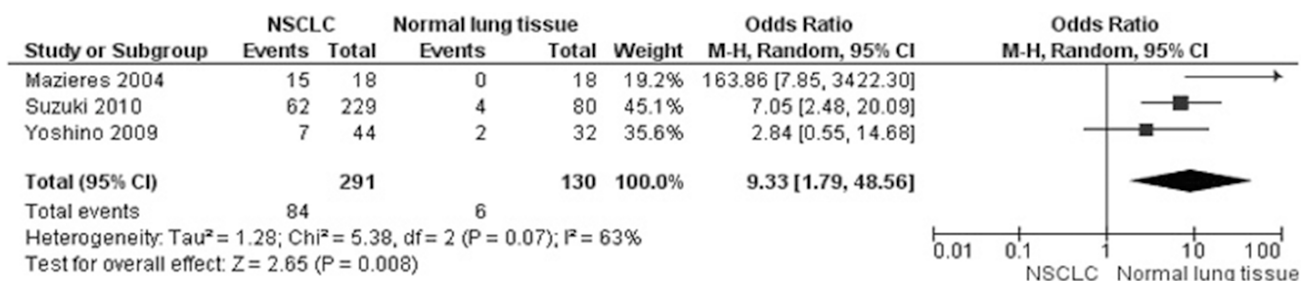 NSCLC Normal lung tissue Odds Ratio Odds Ratio
Study or Subgroup Events Total Events Total Weight M-H, Random, 95% CI M-H, Random, 95% CI
Mazieres 2004 15 18 0 18 19.2% 163.86 [7.85, 3422.30]
Suzuki 2010 62 229 4 80 45.1% 7.05 [2.48, 20.09]
Yoshino 2009 7 44 2 32 35.6% 2.84 [0.55, 14.68]
Total (95% CI) 291 130 100.0% 9.33 [1.79, 48.56]
Total events 84 6
Heterogeneity: Tau² = 1.28; Chi² = 5.38, df = 2 (P = 0.07); I² = 63%
Test for overall effect: Z = 2.65 (P = 0.008)
0.01 0.1 1 10 100
NSCLC Normal lung tissue